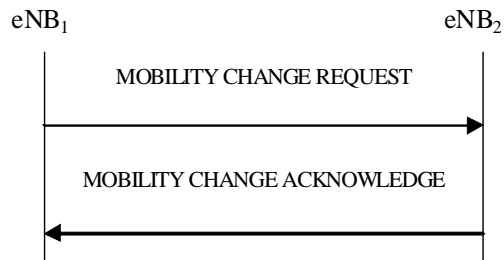 eNB₁ eNB₂
MOBILITY CHANGE REQUEST
MOBILITY CHANGE ACKNOWLEDGE